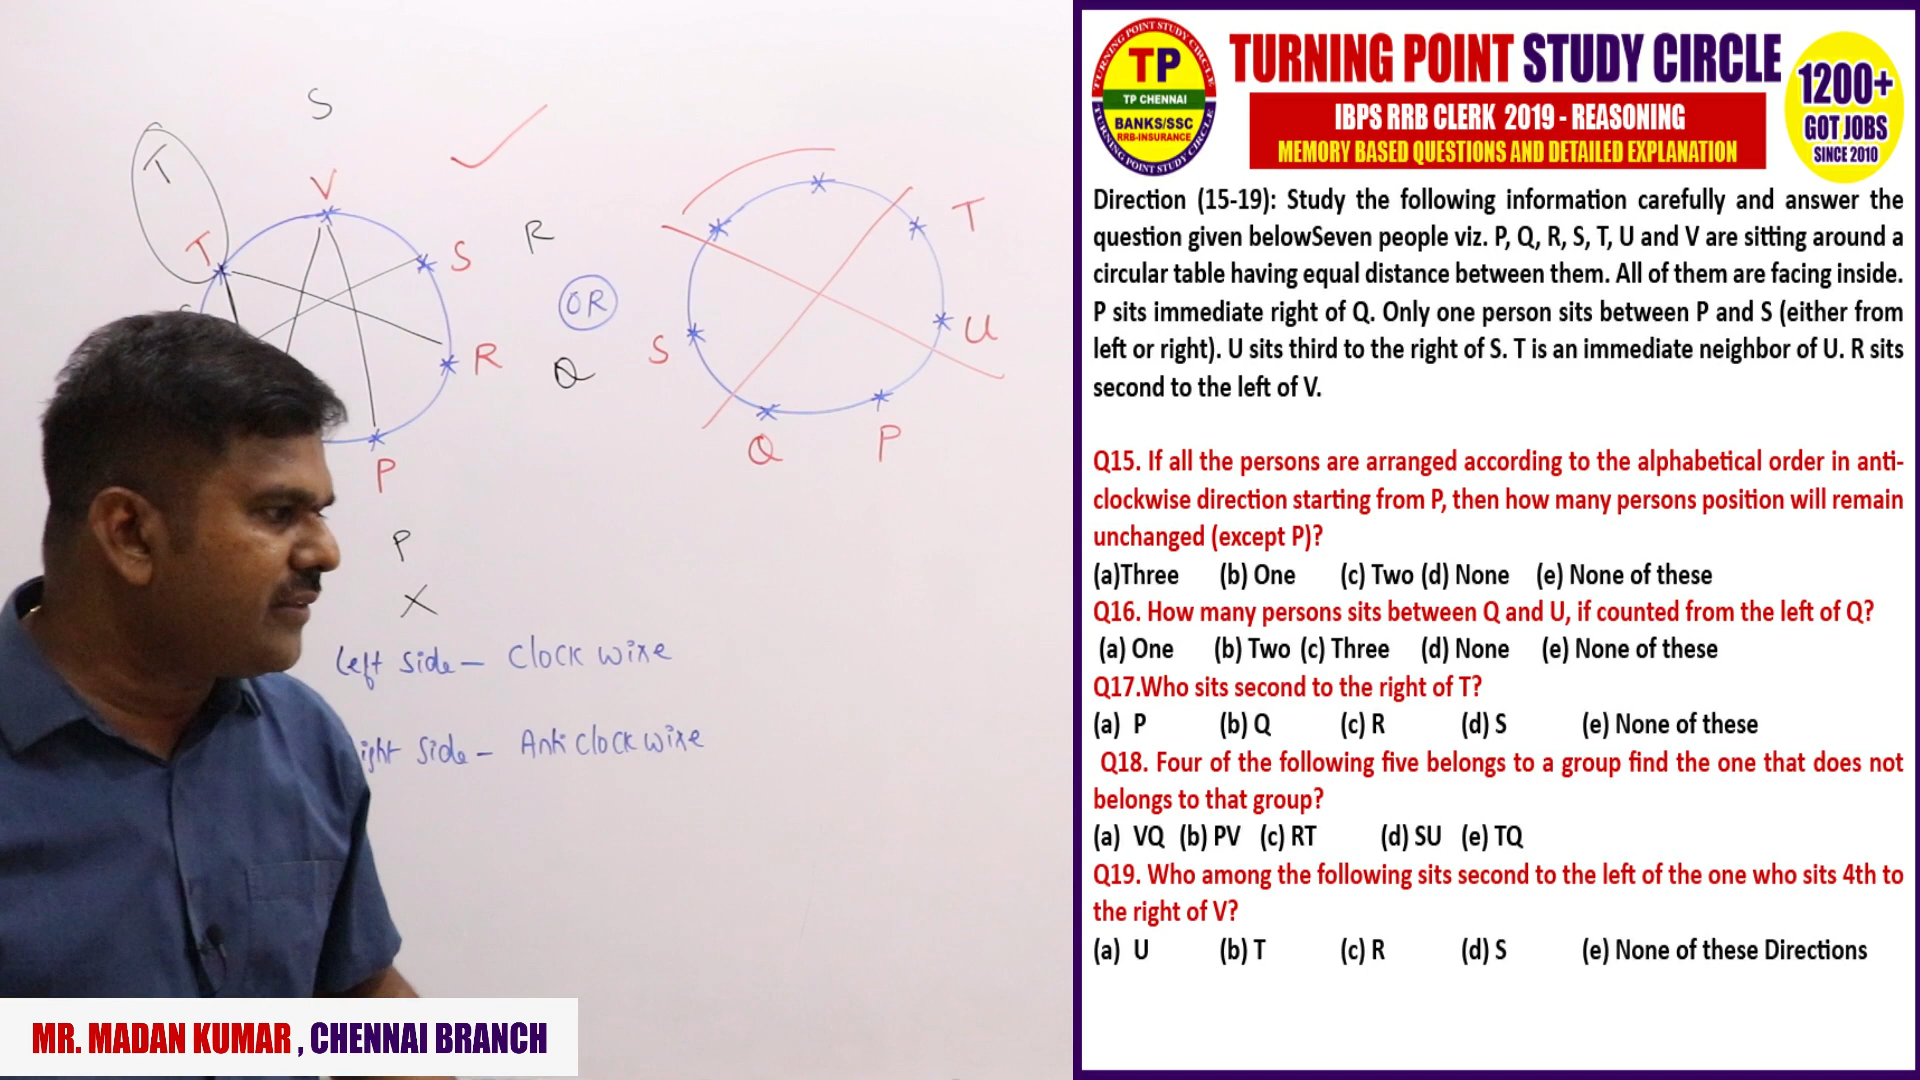 S
T
V
T
S
R
R
P
P
X
OR
Q
T
U
S
Q
P
Left side – Clock wise
ight side – Anti clock wise
MR. MADAN KUMAR , CHENNAI BRANCH
TURNING POINT STUDY CIRCLE
TP
TP CHENNAI
BANKS/SSC
RRB-INSURANCE
TURNING POINT STUDY CIRCLE
IBPS RRB CLERK 2019 - REASONING
MEMORY BASED QUESTIONS AND DETAILED EXPLANATION
1200+
GOT JOBS
SINCE 2010
Direction (15-19): Study the following information carefully and answer the
question given belowSeven people viz. P, Q, R, S, T, U and V are sitting around a
circular table having equal distance between them. All of them are facing inside.
P sits immediate right of Q. Only one person sits between P and S (either from
left or right). U sits third to the right of S. T is an immediate neighbor of U. R sits
second to the left of V.
Q15. If all the persons are arranged according to the alphabetical order in anti-
clockwise direction starting from P, then how many persons position will remain
unchanged (except P)?
(a)Three (b) One (c) Two (d) None (e) None of these
Q16. How many persons sits between Q and U, if counted from the left of Q?
(a) One (b) Two (c) Three (d) None (e) None of these
Q17.Who sits second to the right of T?
(a) P (b) Q (c) R (d) S (e) None of these
Q18. Four of the following five belongs to a group find the one that does not
belongs to that group?
(a) VQ (b) PV (c) RT (d) SU (e) TQ
Q19. Who among the following sits second to the left of the one who sits 4th to
the right of V?
(a) U (b) T (c) R (d) S (e) None of these Directions